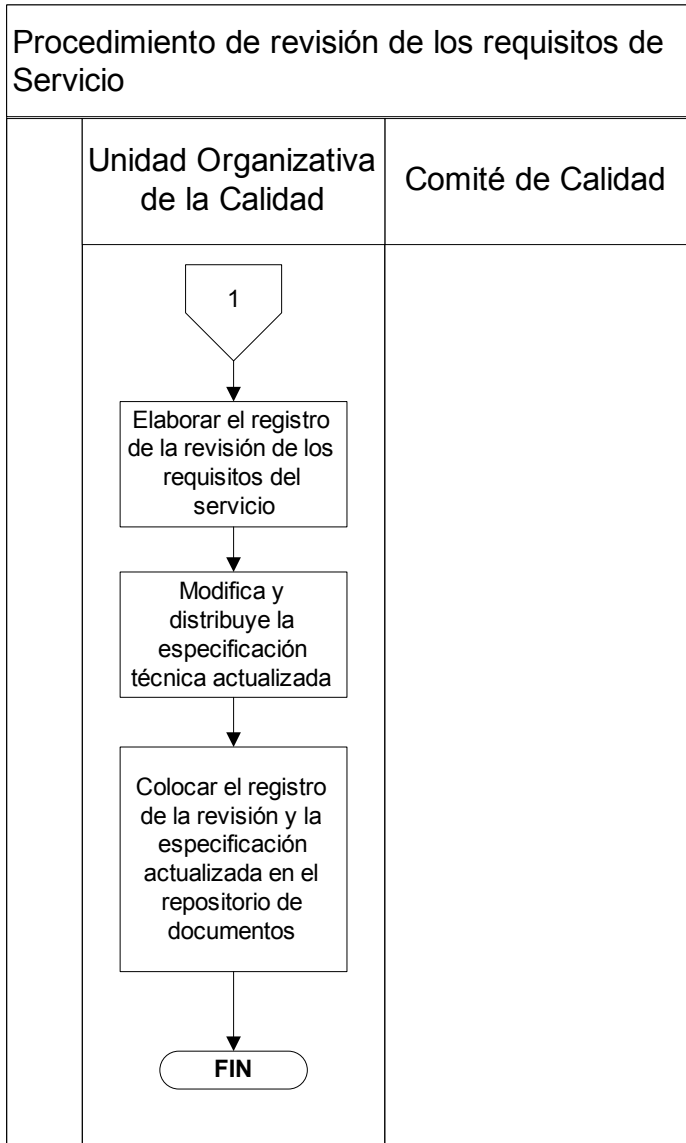 Procedimiento de revisión de los requisitos de
Servicio
Unidad Organizativa
de la Calidad
Comité de Calidad
1
Elaborar el registro
de la revisión de los
requisitos del
servicio
Modifica y
distribuye la
especificación
técnica actualizada
Colocar el registro
de la revisión y la
especificación
actualizada en el
repositorio de
documentos
FIN